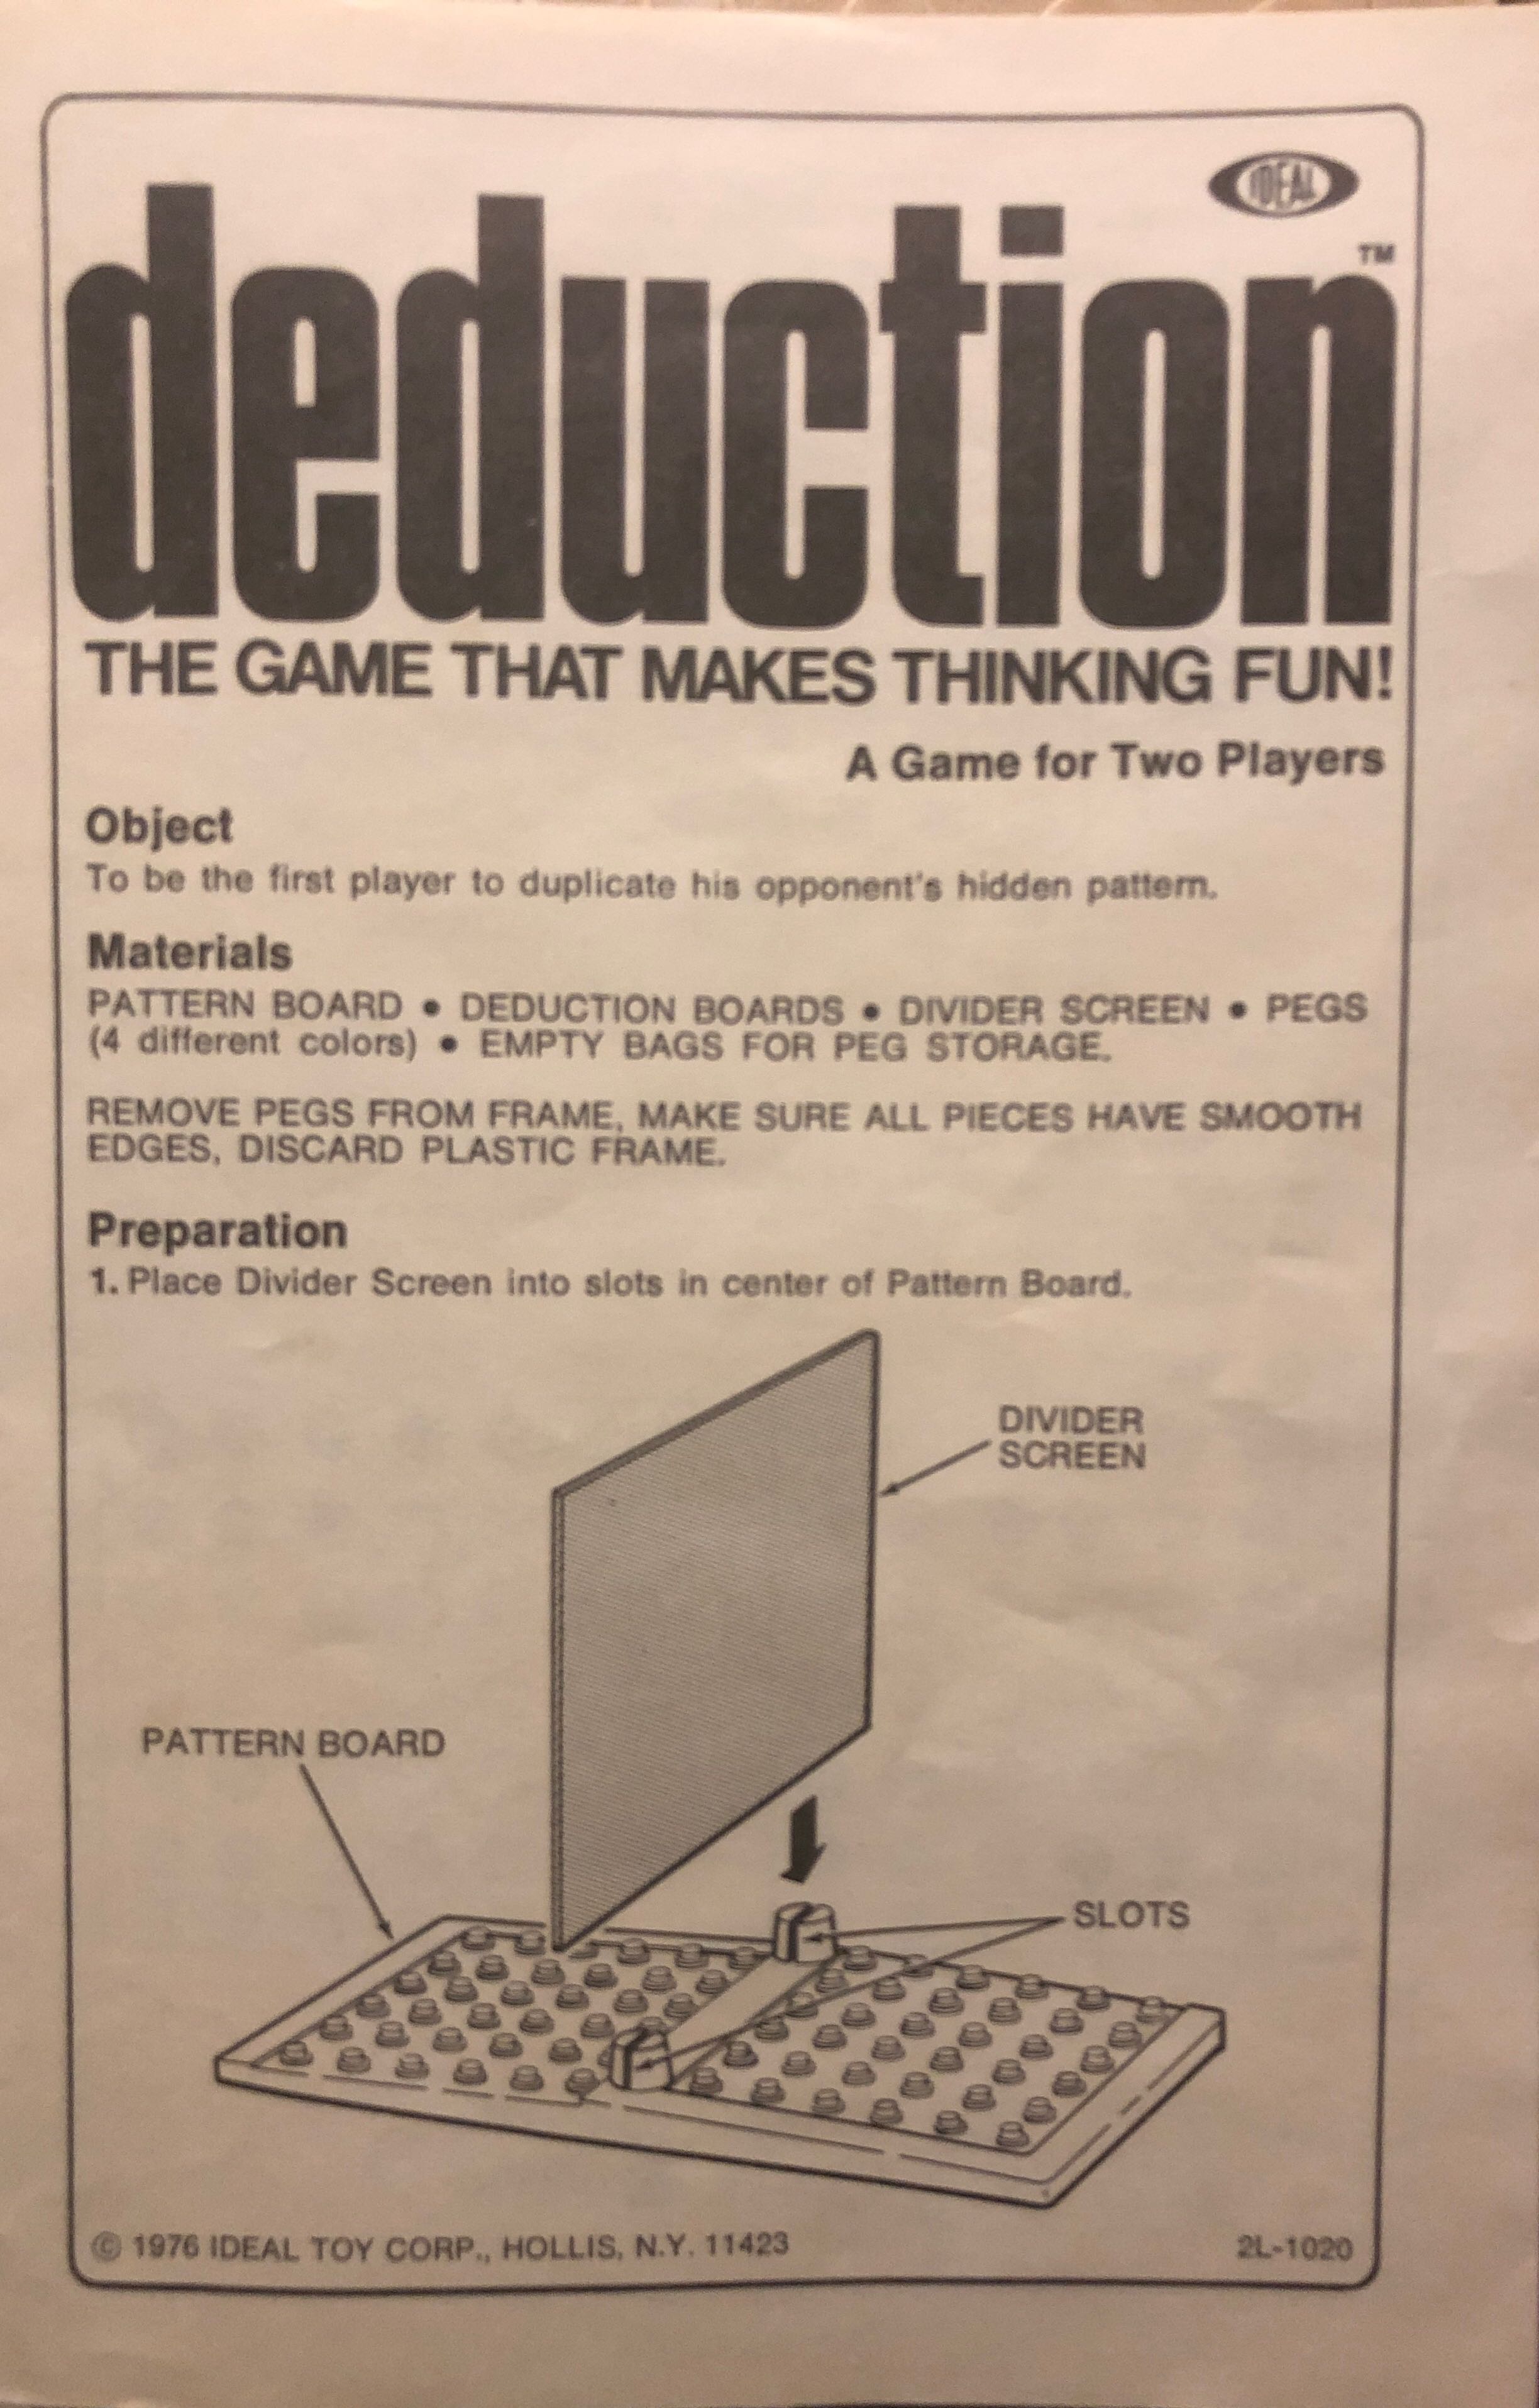 IDEAL
deduction™
THE GAME THAT MAKES THINKING FUN!
A Game for Two Players
Object
To be the first player to duplicate his opponent's hidden pattern.
Materials
PATTERN BOARD • DEDUCTION BOARDS • DIVIDER SCREEN • PEGS
(4 different colors) • EMPTY BAGS FOR PEG STORAGE.
REMOVE PEGS FROM FRAME, MAKE SURE ALL PIECES HAVE SMOOTH
EDGES, DISCARD PLASTIC FRAME.
Preparation
1. Place Divider Screen into slots in center of Pattern Board.
DIVIDER
SCREEN
PATTERN BOARD
SLOTS
© 1976 IDEAL TOY CORP., HOLLIS, N.Y. 11423
2L-1020